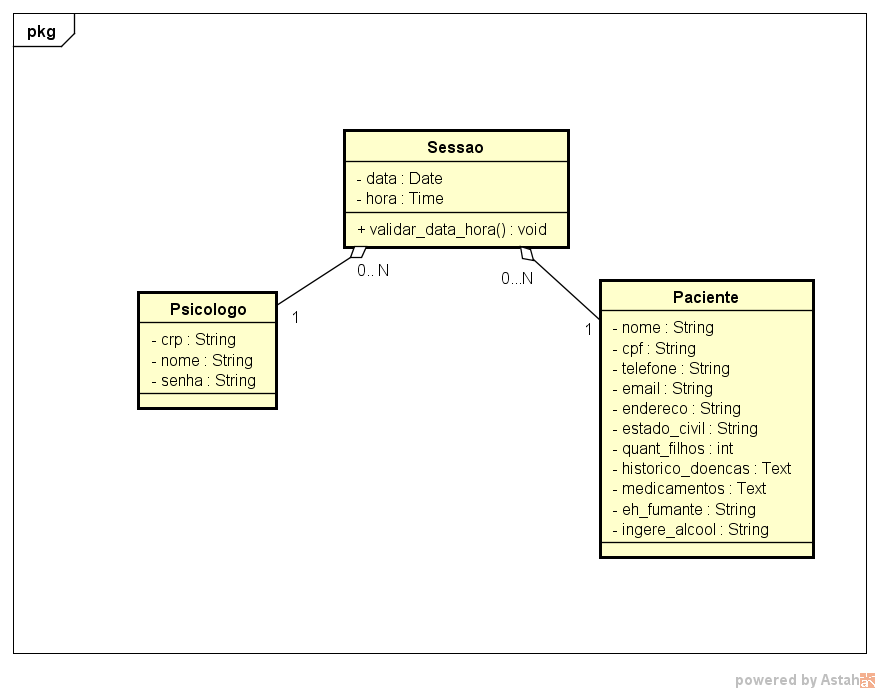 pkg
Sessao
- data : Date
- hora : Time
+ validar_data_hora() : void
0.. N
0...N
1
1
Psicologo
- crp : String
- nome : String
- senha : String
Paciente
- nome : String
- cpf : String
- telefone : String
- email : String
- endereco : String
- estado_civil : String
- quant_filhos : int
- historico_doencas : Text
- medicamentos : Text
- eh_fumante : String
- ingere_alcool : String
powered by Astah